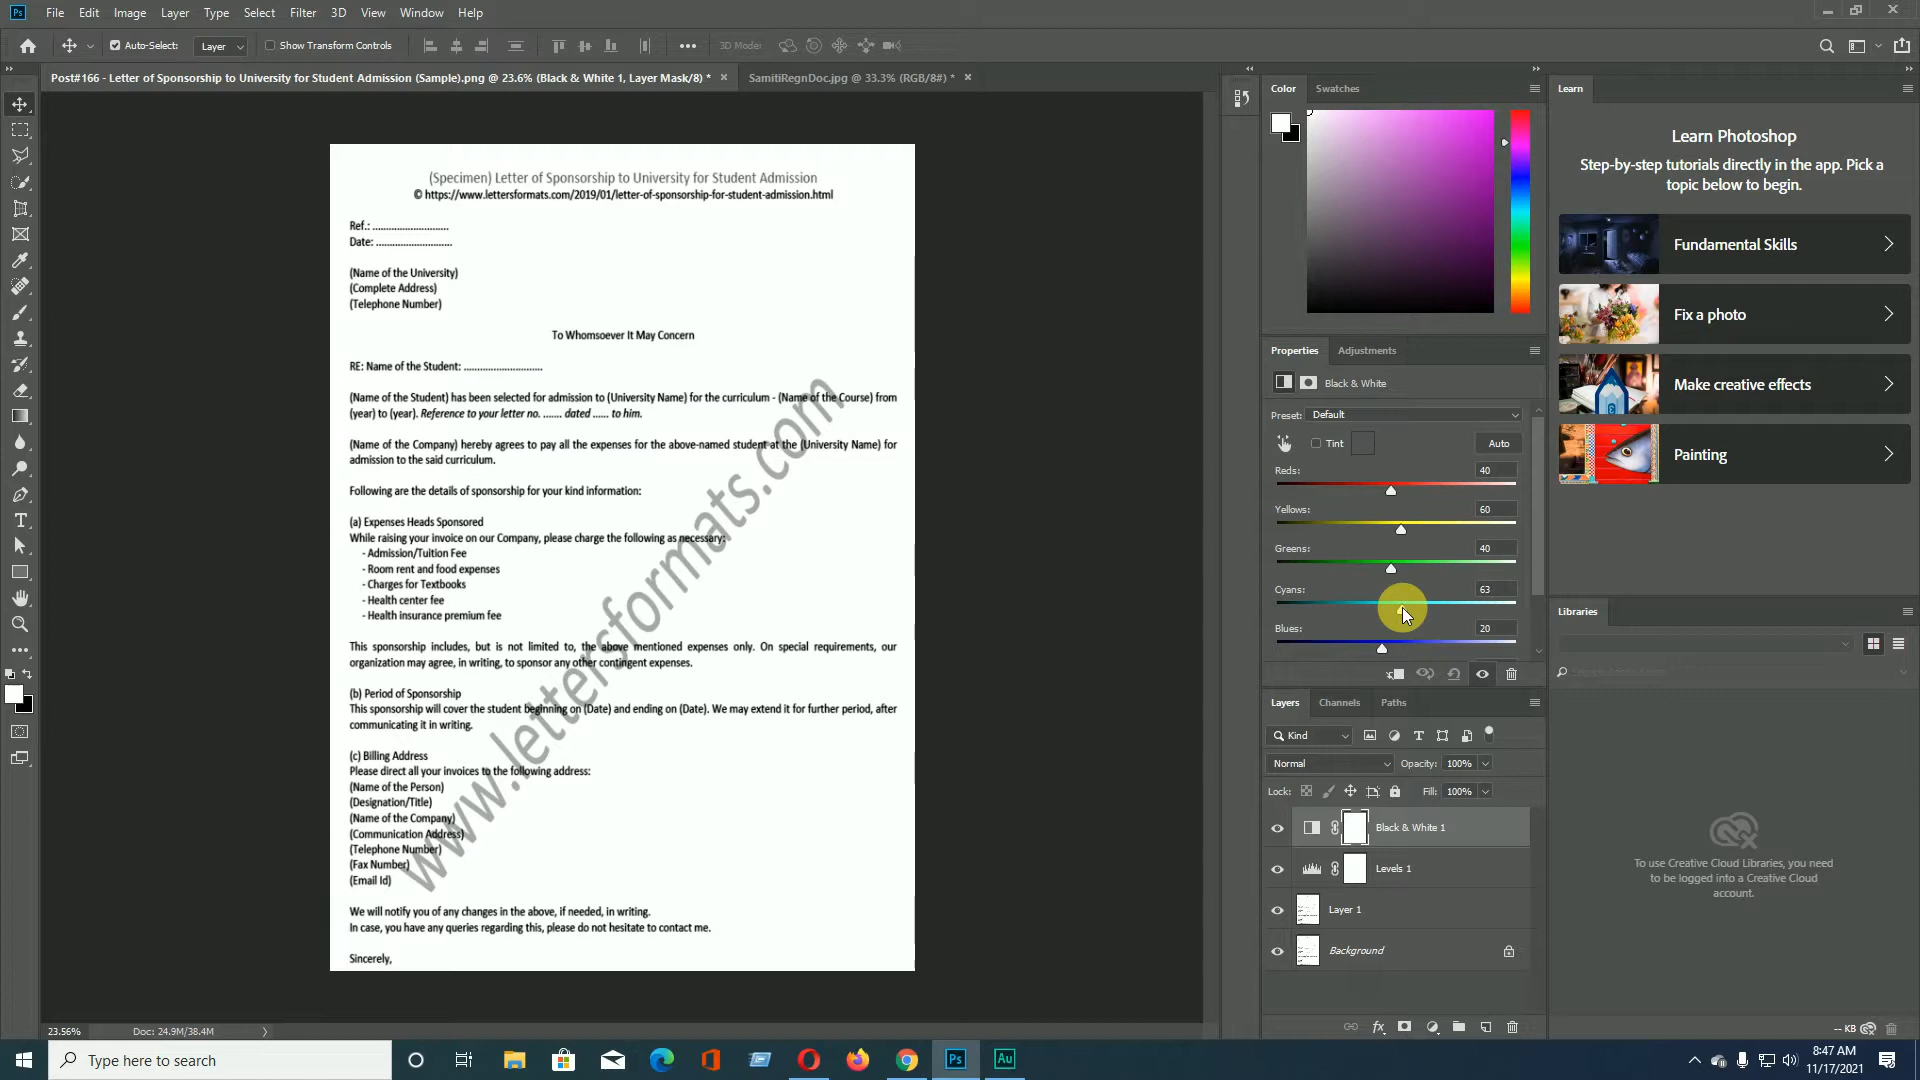 Ps File Edit Image Layer Type Select Filter 3D View Window Help
Auto-Select: Layer Show Transform Controls ••• 3D Mode:
Post#166 - Letter of Sponsorship to University for Student Admission (Sample).png @ 23.6% (Black & White 1, Layer Mask/8) * × SamitiRegnDoc.jpg @ 33.3% (RGB/8#) * ×
(Specimen) Letter of Sponsorship to University for Student Admission
© https://www.lettersformats.com/2019/01/letter-of-sponsorship-for-student-admission.html
Ref.: ............................
Date: ............................
(Name of the University)
(Complete Address)
(Telephone Number)
To Whomsoever It May Concern
RE: Name of the Student: ............................
(Name of the Student) has been selected for admission to (University Name) for the curriculum - (Name of the Course) from
(year) to (year). Reference to your letter no. ....... dated ...... to him.
(Name of the Company) hereby agrees to pay all the expenses for the above-named student at the (University Name) for
admission to the said curriculum.
Following are the details of sponsorship for your kind information:
(a) Expenses Heads Sponsored
While raising your invoice on our Company, please charge the following as necessary:
- Admission/Tuition Fee
- Room rent and food expenses
- Charges for Textbooks
- Health center fee
- Health insurance premium fee
This sponsorship includes, but is not limited to, the above mentioned expenses only. On special requirements, our
organization may agree, in writing, to sponsor any other contingent expenses.
(b) Period of Sponsorship
This sponsorship will cover the student beginning on (Date) and ending on (Date). We may extend it for further period, after
communicating it in writing.
(c) Billing Address
Please direct all your invoices to the following address:
(Name of the Person)
(Designation/Title)
(Name of the Company)
(Communication Address)
(Telephone Number)
(Fax Number)
(Email Id)
We will notify you of any changes in the above, if needed, in writing.
In case, you have any queries regarding this, please do not hesitate to contact me.
Sincerely,
www.lettersformats.com
23.56% Doc: 24.9M/38.4M
Color Swatches
Properties Adjustments
Black & White
Preset: Default
Tint Auto
Reds: 40
Yellows: 60
Greens: 40
Cyans: 63
Blues: 20
Layers Channels Paths
Kind
Normal Opacity: 100%
Lock: Fill: 100%
Black & White 1
Levels 1
Layer 1
Background
fx
Learn
Learn Photoshop
Step-by-step tutorials directly in the app. Pick a
topic below to begin.
Fundamental Skills
Fix a photo
Make creative effects
Painting
Libraries
To use Creative Cloud Libraries, you need
to be logged into a Creative Cloud
account.
-- KB
Type here to search
Ps Au
8:47 AM
11/17/2021